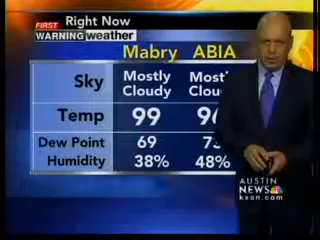 Right Now
FIRST
WARNING weather
Mabry ABIA
Sky Mostly Cloudy Mostly
Temp 99
Dew Point 69
Humidity 38% 48%
AUSTIN
NEWS
kxan.com